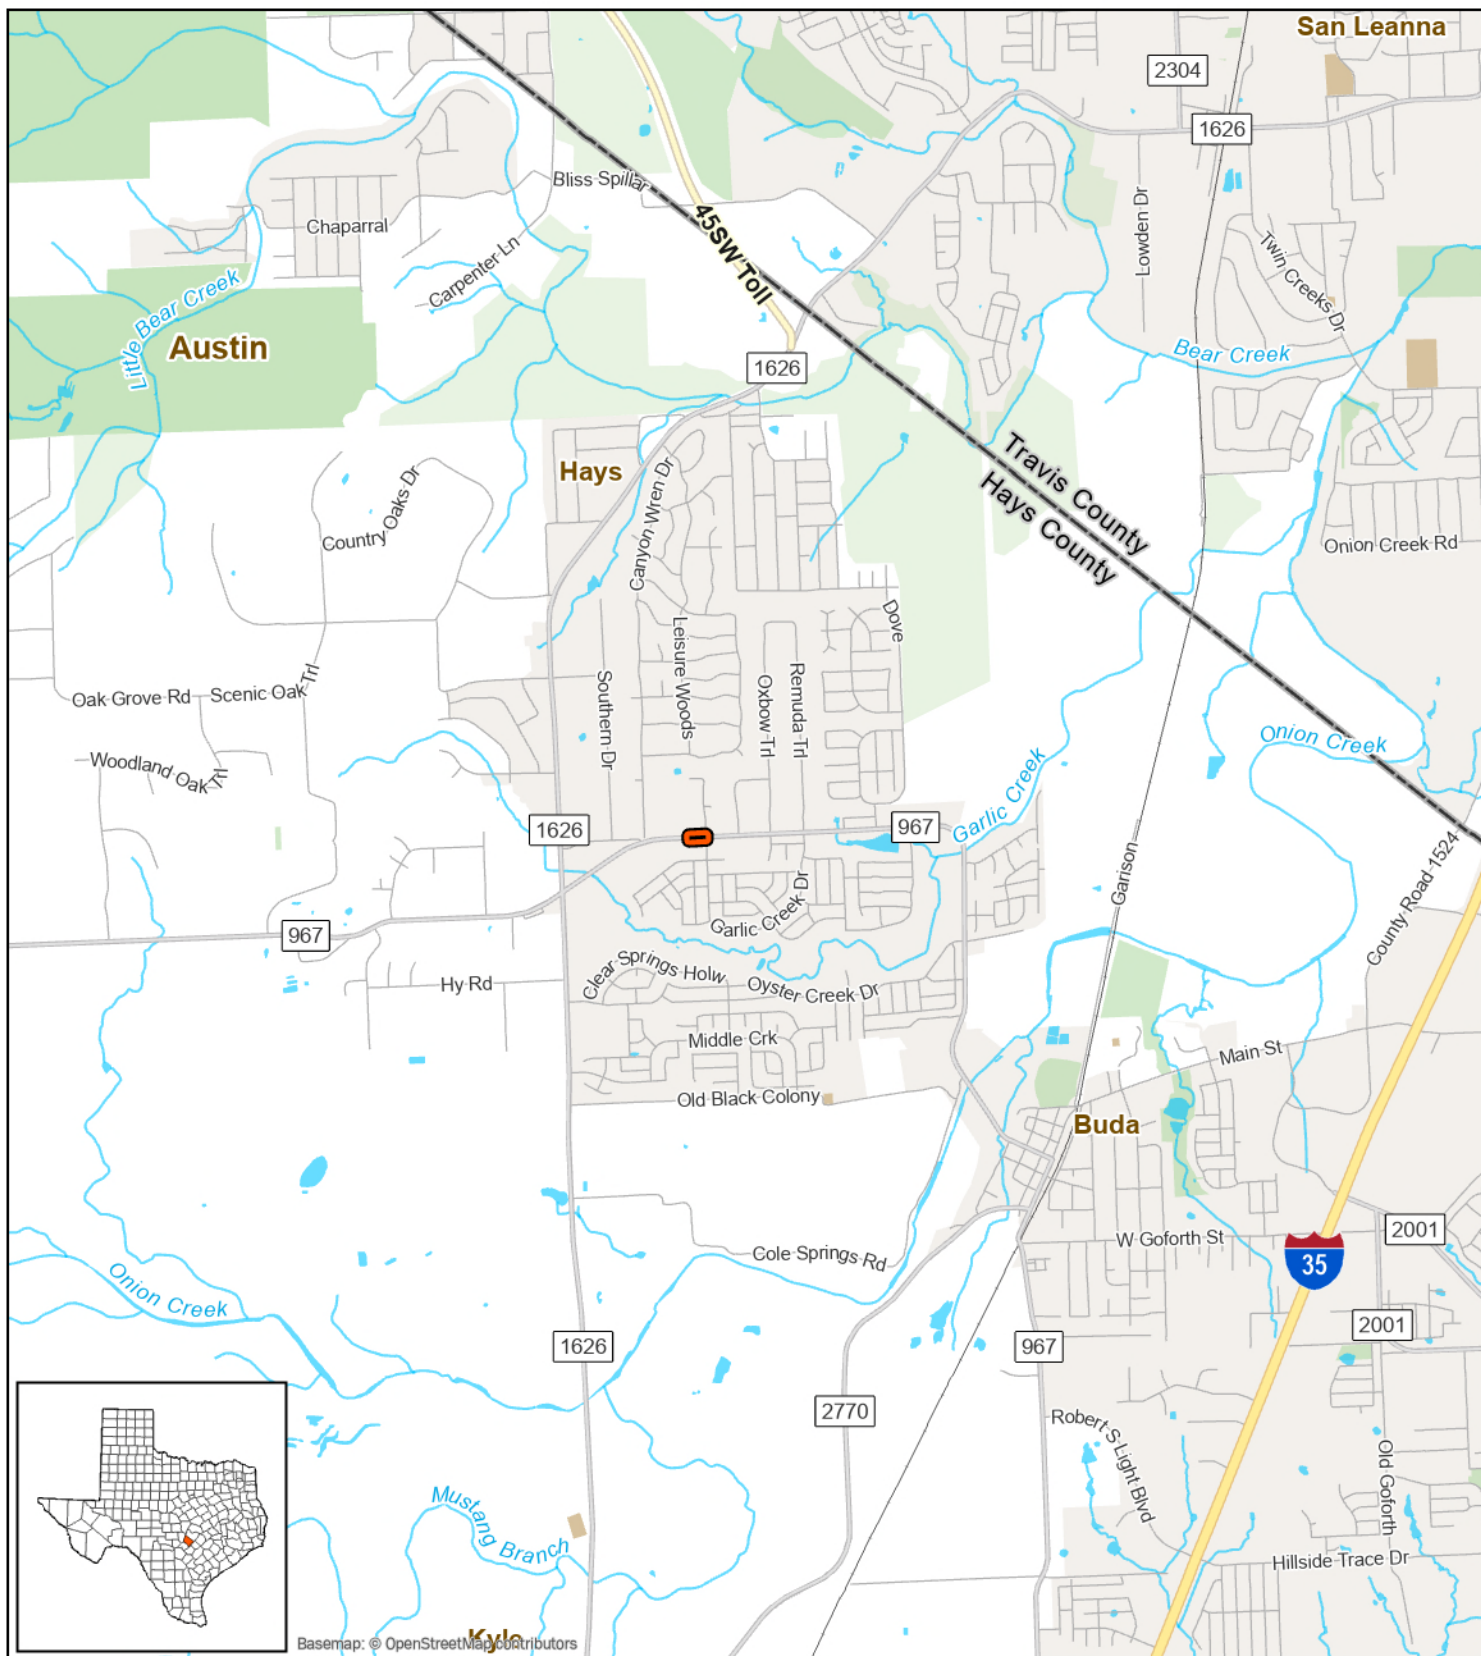 San Leanna
2304
1626
Bliss Spillar
Chaparral
Carpenter Ln
45SW Toll
Lowden Dr
Twin Creeks Dr
Little Bear Creek
Austin
Bear Creek
1626
Hays
Canyon Wren Dr
Country Oaks Dr
Travis County
Hays County
Onion Creek Rd
Dove
Leisure Woods
Southern Dr
Oxbow Trl
Remuda Trl
Oak Grove Rd
Scenic Oak Trl
Woodland Oak Trl
Onion Creek
Garlic Creek
1626
967
Garison
County Road 1524
967
Garlic Creek Dr
Clear Springs Holw
Oyster Creek Dr
Hy Rd
Middle Crk
Main St
Old Black Colony
Buda
W Goforth St
2001
35
Cole Springs Rd
Onion Creek
2001
1626
967
2770
Robert S Light Blvd
Old Goforth
Mustang Branch
Hillside Trace Dr
Kyle
Basemap: © OpenStreetMap contributors